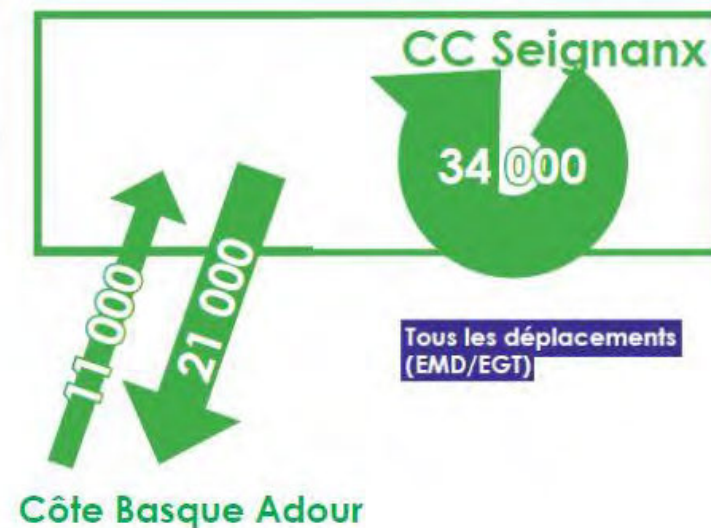 CC Seignanx
34 000
11 000
21 000
Tous les déplacements
(EMD/EGT)
Côte Basque Adour